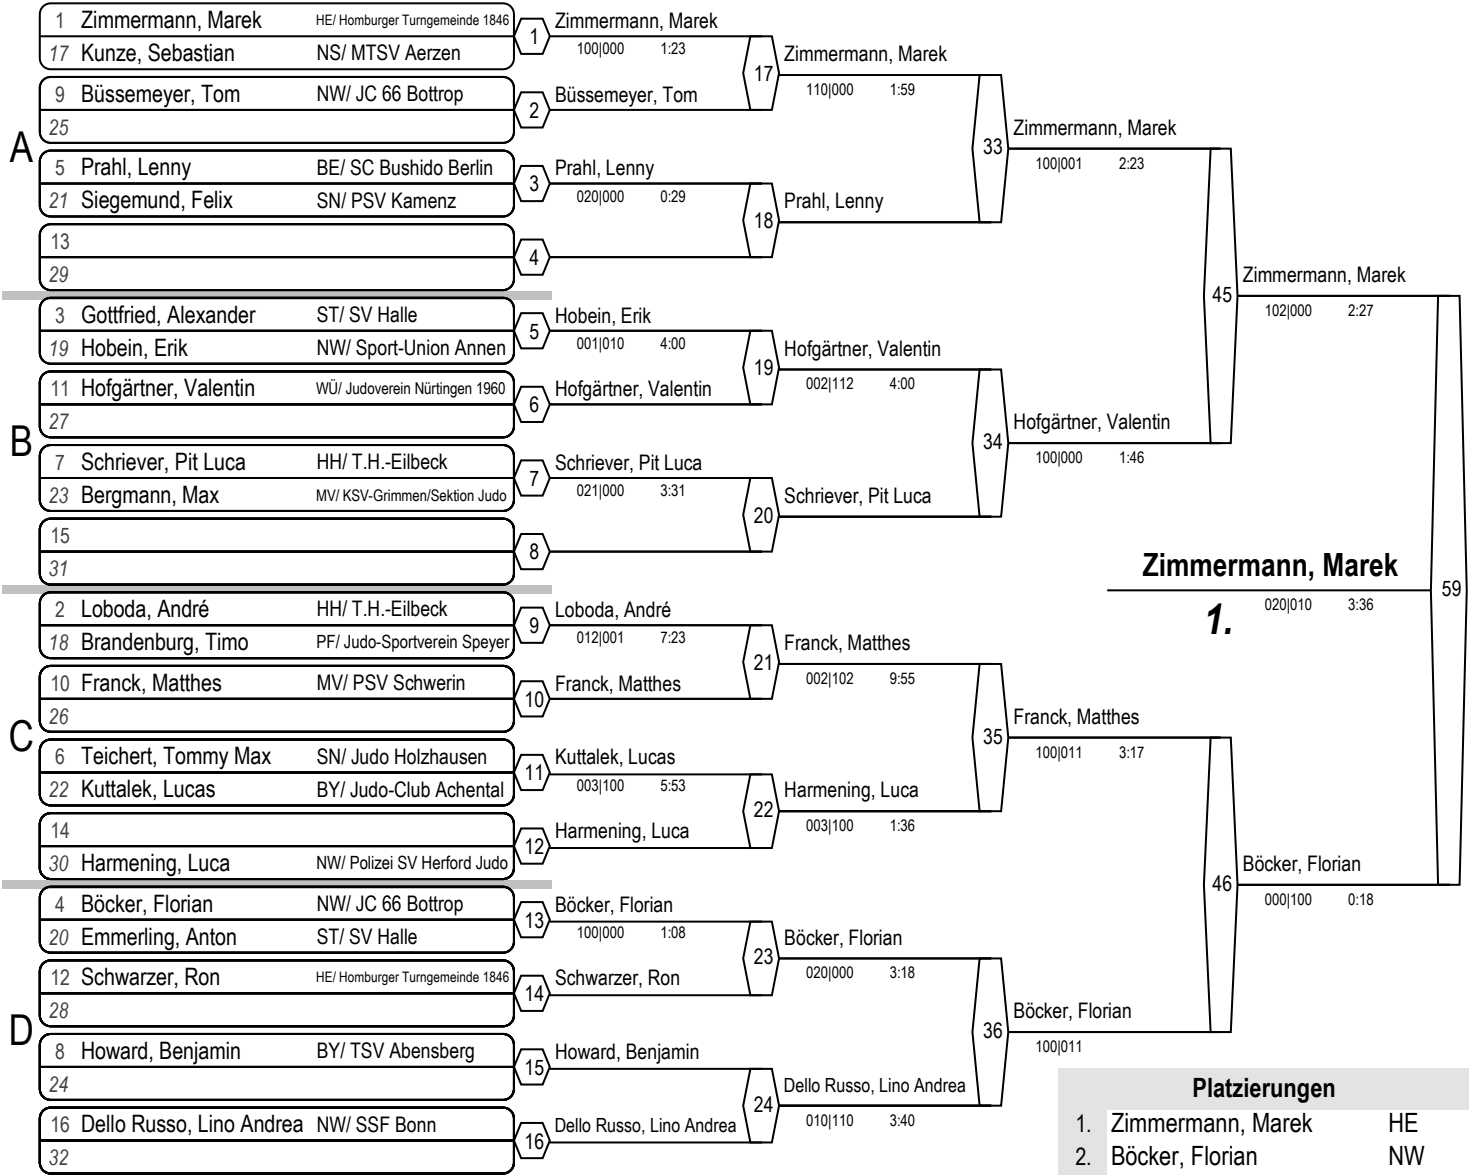 A
1 Zimmermann, Marek HE/ Homburger Turngemeinde 1846
17 Kunze, Sebastian NS/ MTSV Aerzen
9 Büssemeyer, Tom NW/ JC 66 Bottrop
25
5 Prahl, Lenny BE/ SC Bushido Berlin
21 Siegemund, Felix SN/ PSV Kamenz
13
29
B
3 Gottfried, Alexander ST/ SV Halle
19 Hobein, Erik NW/ Sport-Union Annen
11 Hofgärtner, Valentin WÜ/ Judoverein Nürtingen 1960
27
7 Schriever, Pit Luca HH/ T.H.-Eilbeck
23 Bergmann, Max MV/ KSV-Grimmen/Sektion Judo
15
31
C
2 Loboda, André HH/ T.H.-Eilbeck
18 Brandenburg, Timo PF/ Judo-Sportverein Speyer
10 Franck, Matthes MV/ PSV Schwerin
26
6 Teichert, Tommy Max SN/ Judo Holzhausen
22 Kuttalek, Lucas BY/ Judo-Club Achental
14
30 Harmening, Luca NW/ Polizei SV Herford Judo
D
4 Böcker, Florian NW/ JC 66 Bottrop
20 Emmerling, Anton ST/ SV Halle
12 Schwarzer, Ron HE/ Homburger Turngemeinde 1846
28
8 Howard, Benjamin BY/ TSV Abensberg
24
16 Dello Russo, Lino Andrea NW/ SSF Bonn
32
1 Zimmermann, Marek
100|000 1:23
2 Büssemeyer, Tom
3 Prahl, Lenny
020|000 0:29
4
5 Hobein, Erik
001|010 4:00
6 Hofgärtner, Valentin
7 Schriever, Pit Luca
021|000 3:31
8
9 Loboda, André
012|001 7:23
10 Franck, Matthes
11 Kuttalek, Lucas
003|100 5:53
12 Harmening, Luca
13 Böcker, Florian
100|000 1:08
14 Schwarzer, Ron
15 Howard, Benjamin
16 Dello Russo, Lino Andrea
17 Zimmermann, Marek
110|000 1:59
18 Prahl, Lenny
19 Hofgärtner, Valentin
002|112 4:00
20 Schriever, Pit Luca
21 Franck, Matthes
002|102 9:55
22 Harmening, Luca
003|100 1:36
23 Böcker, Florian
020|000 3:18
24 Dello Russo, Lino Andrea
010|110 3:40
33 Zimmermann, Marek
100|001 2:23
34 Hofgärtner, Valentin
100|000 1:46
35 Franck, Matthes
100|011 3:17
36 Böcker, Florian
100|011
45 Zimmermann, Marek
102|000 2:27
46 Böcker, Florian
000|100 0:18
59 Zimmermann, Marek
1. 020|010 3:36
Platzierungen
1. Zimmermann, Marek HE
2. Böcker, Florian NW